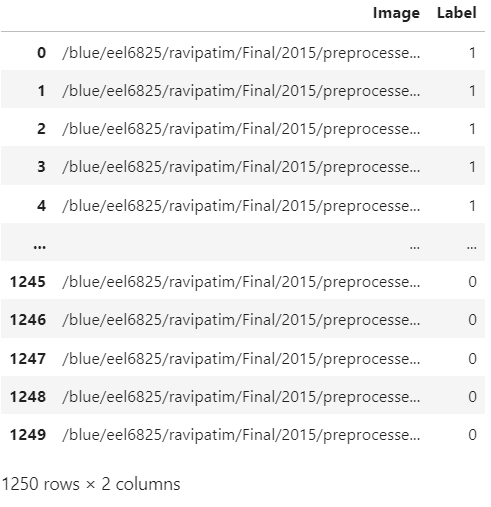 Image Label
0 /blue/eel6825/ravipatim/Final/2015/preprocesse... 1
1 /blue/eel6825/ravipatim/Final/2015/preprocesse... 1
2 /blue/eel6825/ravipatim/Final/2015/preprocesse... 1
3 /blue/eel6825/ravipatim/Final/2015/preprocesse... 1
4 /blue/eel6825/ravipatim/Final/2015/preprocesse... 1
... ... ...
1245 /blue/eel6825/ravipatim/Final/2015/preprocesse... 0
1246 /blue/eel6825/ravipatim/Final/2015/preprocesse... 0
1247 /blue/eel6825/ravipatim/Final/2015/preprocesse... 0
1248 /blue/eel6825/ravipatim/Final/2015/preprocesse... 0
1249 /blue/eel6825/ravipatim/Final/2015/preprocesse... 0
1250 rows × 2 columns